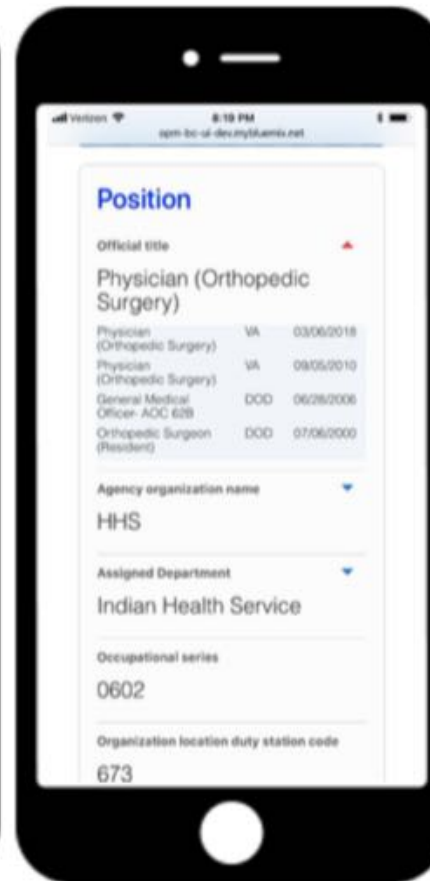 Verizon 8:19 PM
opm-bc-ui-dev.mybluemix.net
Position
Official title
Physician (Orthopedic
Surgery)
Physician VA 03/06/2018
(Orthopedic Surgery)
Physician VA 09/05/2010
(Orthopedic Surgery)
General Medical DOD 06/28/2006
Officer- AOC 62B
Orthopedic Surgeon DOD 07/06/2000
(Resident)
Agency organization name
HHS
Assigned Department
Indian Health Service
Occupational series
0602
Organization location duty station code
673